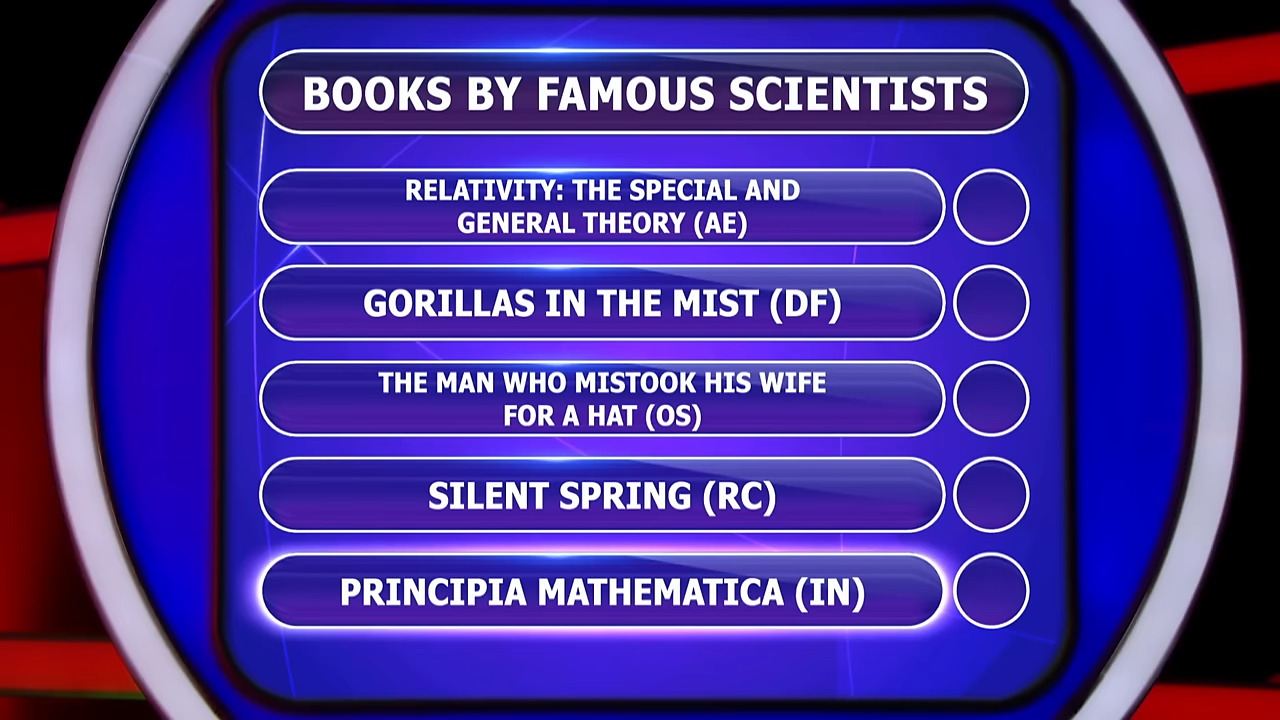 BOOKS BY FAMOUS SCIENTISTS
RELATIVITY: THE SPECIAL AND
GENERAL THEORY (AE)
GORILLAS IN THE MIST (DF)
THE MAN WHO MISTOOK HIS WIFE
FOR A HAT (OS)
SILENT SPRING (RC)
PRINCIPIA MATHEMATICA (IN)